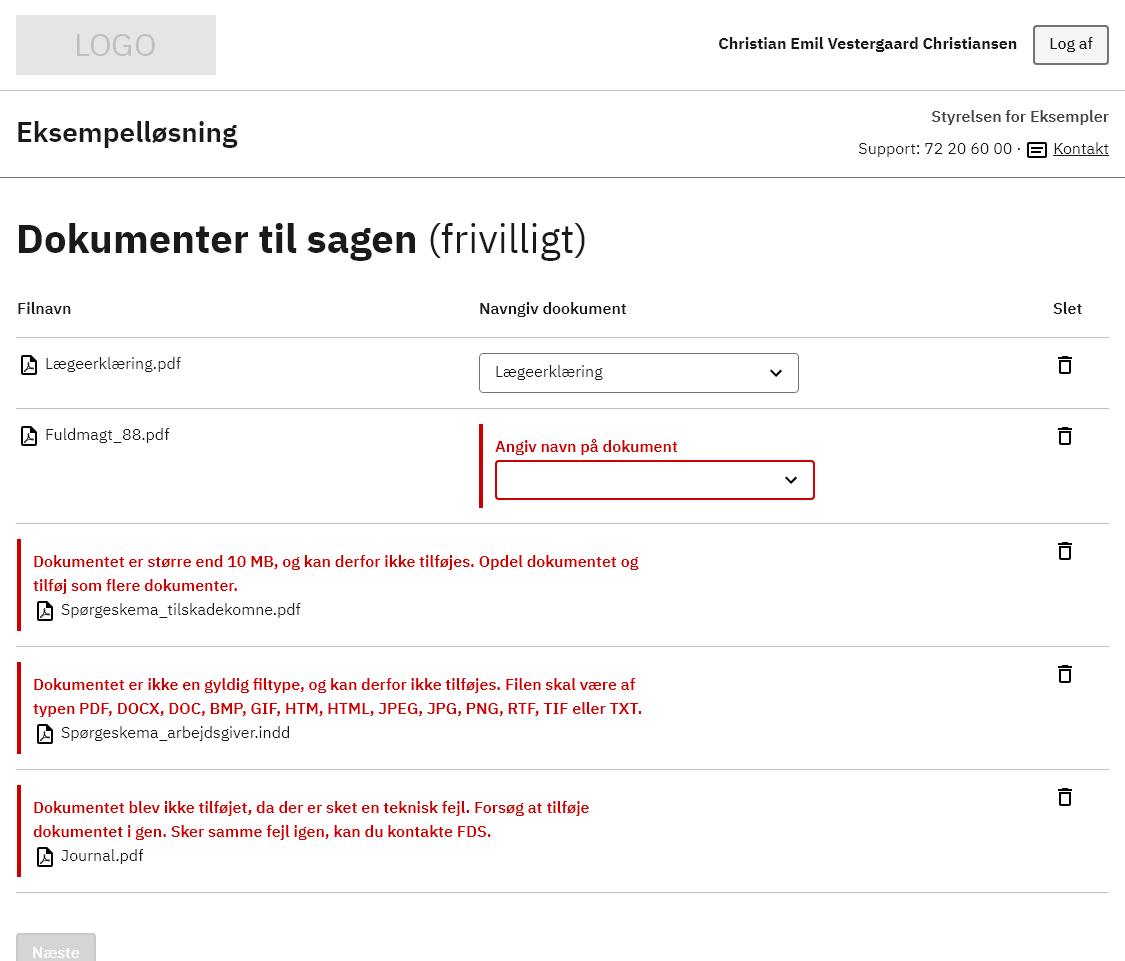 LOGO
Christian Emil Vestergaard Christiansen
Log af
Eksempelløsning
Styrelsen for Eksempler
Support: 72 20 60 00 · Kontakt
Dokumenter til sagen (frivilligt)
Filnavn
Navngiv dookument
Slet
Lægeerklæring.pdf
Lægeerklæring
Fuldmagt_88.pdf
Angiv navn på dokument
Dokumentet er større end 10 MB, og kan derfor ikke tilføjes. Opdel dokumentet og
tilføj som flere dokumenter.
Spørgeskema_tilskadekomne.pdf
Dokumentet er ikke en gyldig filtype, og kan derfor ikke tilføjes. Filen skal være af
typen PDF, DOCX, DOC, BMP, GIF, HTM, HTML, JPEG, JPG, PNG, RTF, TIF eller TXT.
Spørgeskema_arbejdsgiver.indd
Dokumentet blev ikke tilføjet, da der er sket en teknisk fejl. Forsøg at tilføje
dokumentet i gen. Sker samme fejl igen, kan du kontakte FDS.
Journal.pdf
Næste